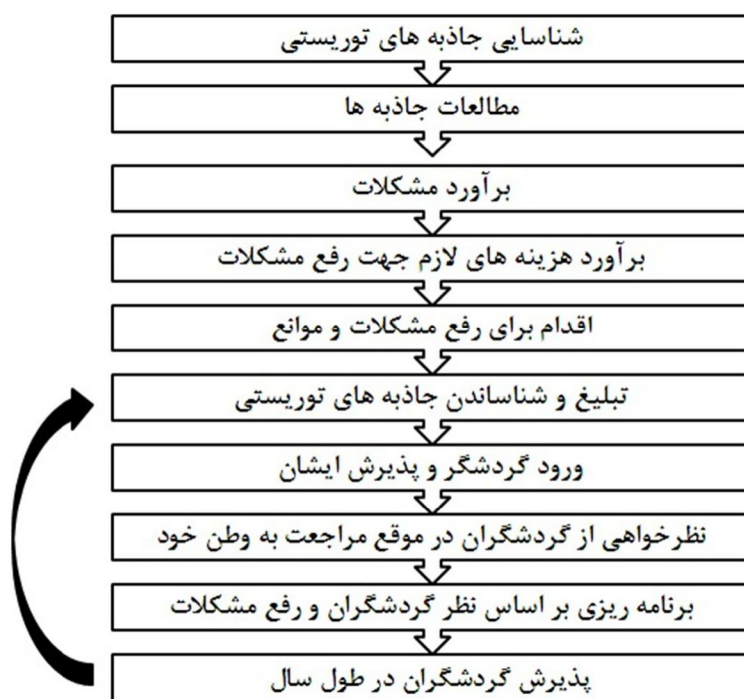 شناسایی جاذبه های توریستی
مطالعات جاذبه ها
برآورد مشکلات
برآورد هزینه های لازم جهت رفع مشکلات
اقدام برای رفع مشکلات و موانع
تبلیغ و شناساندن جاذبه های توریستی
ورود گردشگر و پذیرش ایشان
نظرخواهی از گردشگران در موقع مراجعت به وطن خود
برنامه ریزی بر اساس نظر گردشگران و رفع مشکلات
پذیرش گردشگران در طول سال